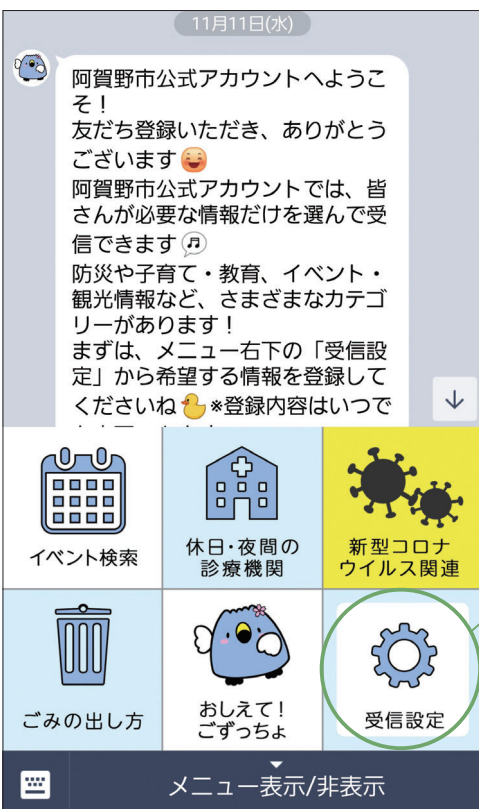 11月11日(水)
阿賀野市公式アカウントへようこ
そ！
友だち登録いただき、ありがとう
ございます
阿賀野市公式アカウントでは、皆
さんが必要な情報だけを選んで受
信できます
防災や子育て・教育、イベント・
観光情報など、さまざまなカテゴ
リーがあります！
まずは、メニュー右下の「受信設
定」から希望する情報を登録して
くださいね ※登録内容はいつで
イベント検索
休日・夜間の
診療機関
新型コロナ
ウイルス関連
ごみの出し方
おしえて！
ごずっちょ
受信設定
メニュー表示/非表示